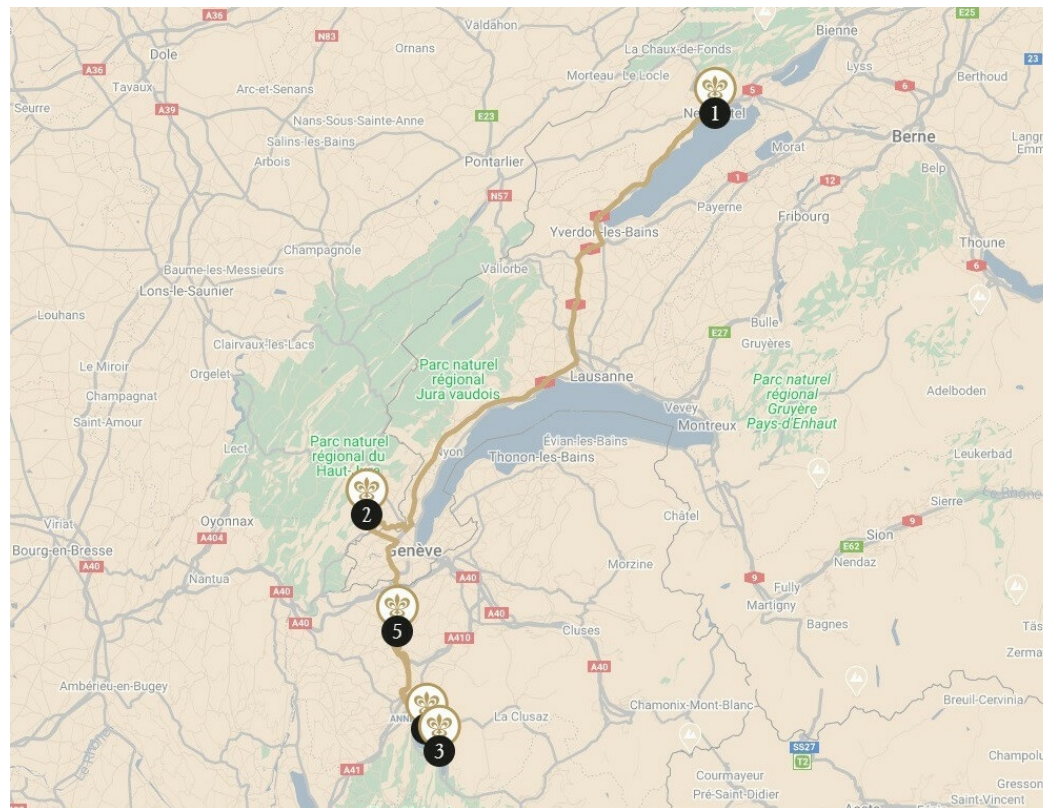 Valdahon
E25
Bienne
Dole
N83
La Chaux-de-Fonds
A36
Ornans
Lyss
23
Tavaux
Arc-et-Senans
Morteau
Le Locle
5
6
Berthoud
Seurre
A39
E23
1
Nans-Sous-Sainte-Anne
Berne
Salins-les-Bains
Morat
Arbois
Pontarlier
1
12
Belp
N57
Payerne
Fribourg
Yverdon-les-Bains
Champagnole
Thoune
Baume-les-Messieurs
Vallorbe
6
Lons-le-Saunier
Louhans
E27
Bulle
Clairvaux-les-Lacs
Gruyères
Le Miroir
Parc naturel
régional
Jura vaudois
Lausanne
Orgelet
Parc naturel
régional
Gruyère
Pays-d'Enhaut
Adelboden
Champagnat
Vevey
Saint-Amour
Montreux
Parc naturel
régional du
Évian-les-Bains
Nyon
Thonon-les-Bains
Lect
Leukerbad
2
Sierre
Le Rhône
Oyonnax
Châtel
9
Viriat
Sion
A404
E62
Bourg-en-Bresse
Genève
Nendaz
A40
Morzine
Nantua
A40
9
Fully
A40
Martigny
A40
A40
5
Bagnes
Cluses
A410
A40
Ambérieu-en-Bugey
La Clusaz
Chamonix-Mont-Blanc
Breuil-Cervinia
3
SS27
T2
Le Rhône
A41
Courmayeur
Pré-Saint-Didier
Saint-Vincent